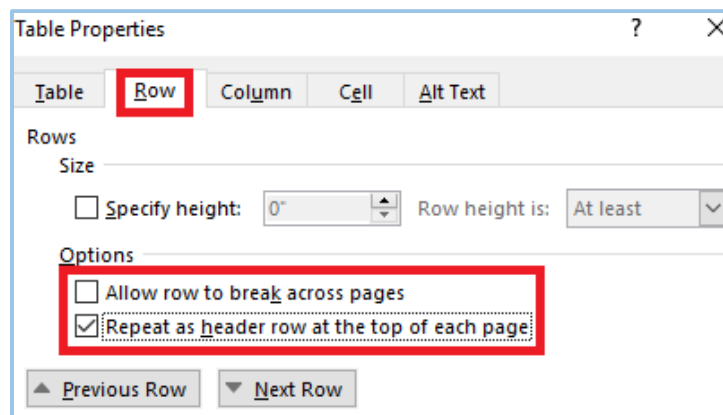 Table Properties ?
Table Row Column Cell Alt Text
Rows
Size
Specify height: 0" Row height is: At least
Options
Allow row to break across pages
Repeat as header row at the top of each page
Previous Row Next Row